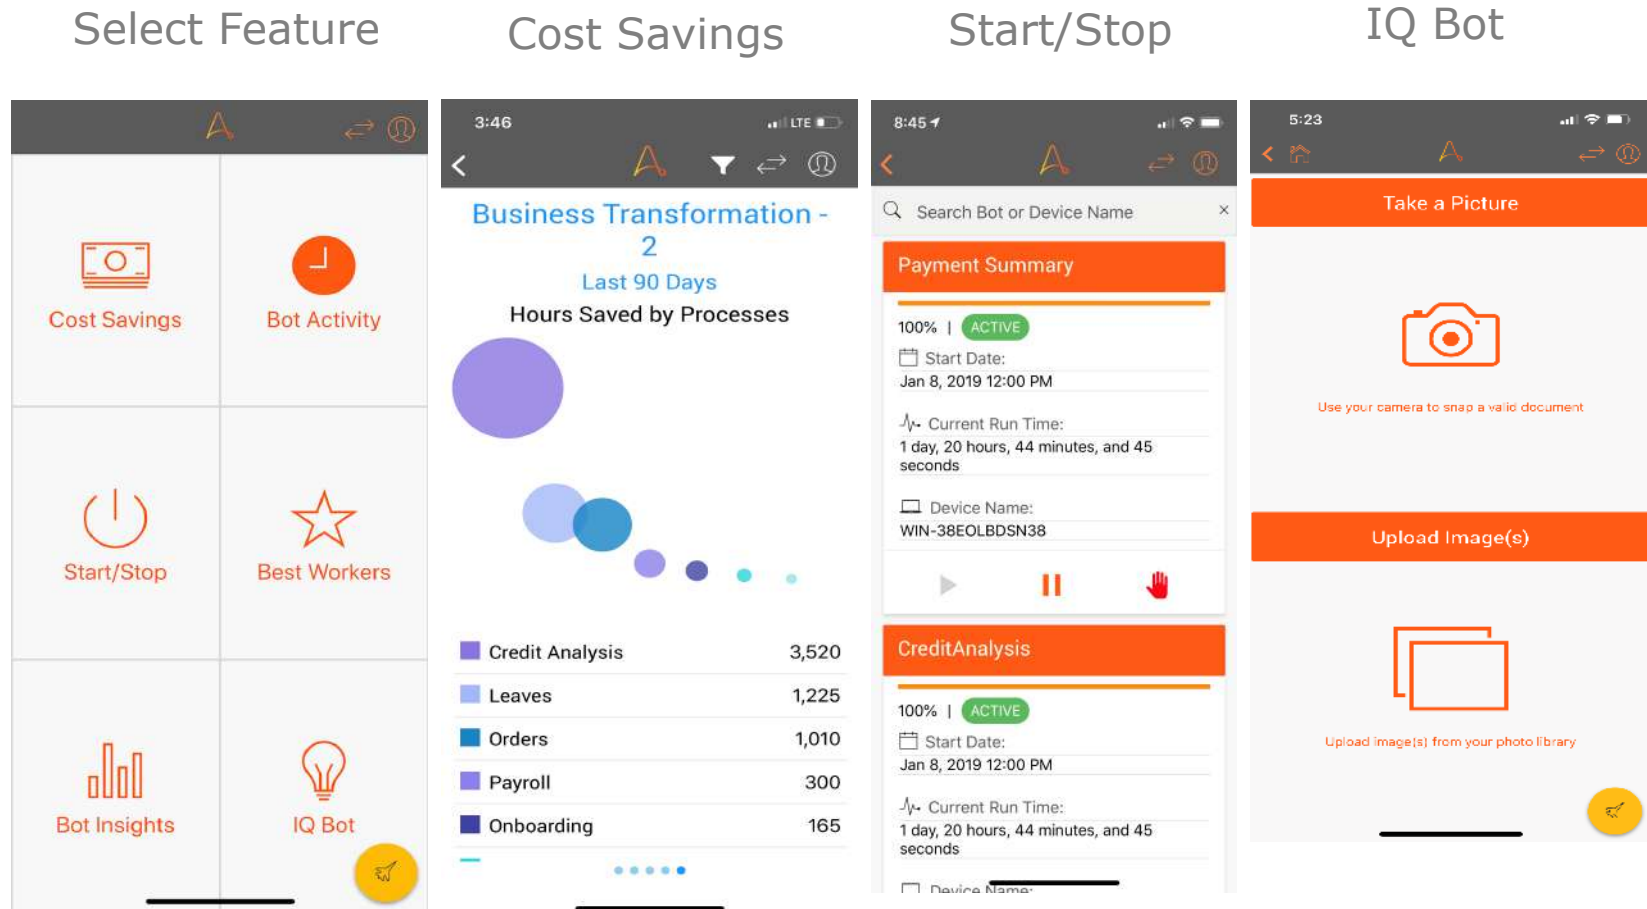 Select Feature
Cost Savings
Start/Stop
IQ Bot
Cost Savings
Bot Activity
Start/Stop
Best Workers
Bot Insights
IQ Bot
3:46
LTE
Business Transformation -
2
Last 90 Days
Hours Saved by Processes
Credit Analysis 3,520
Leaves 1,225
Orders 1,010
Payroll 300
Onboarding 165
8:45
Search Bot or Device Name ×
Payment Summary
100% | ACTIVE
Start Date:
Jan 8, 2019 12:00 PM
Current Run Time:
1 day, 20 hours, 44 minutes, and 45
seconds
Device Name:
WIN-38EOLBDSN38
CreditAnalysis
100% | ACTIVE
Start Date:
Jan 8, 2019 12:00 PM
Current Run Time:
1 day, 20 hours, 44 minutes, and 45
seconds
Device Name:
5:23
Take a Picture
Use your camera to snap a valid document
Upload Image(s)
Upload image(s) from your photo library